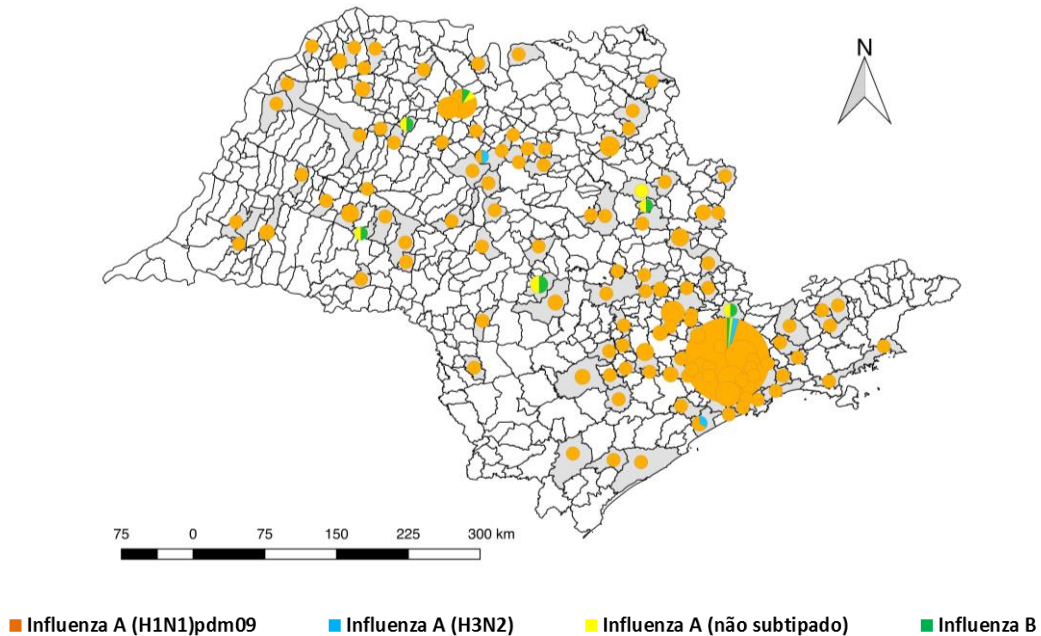 N
75 0 75 150 225 300 km
Influenza A (H1N1)pdm09 Influenza A (H3N2) Influenza A (não subtipado) Influenza B